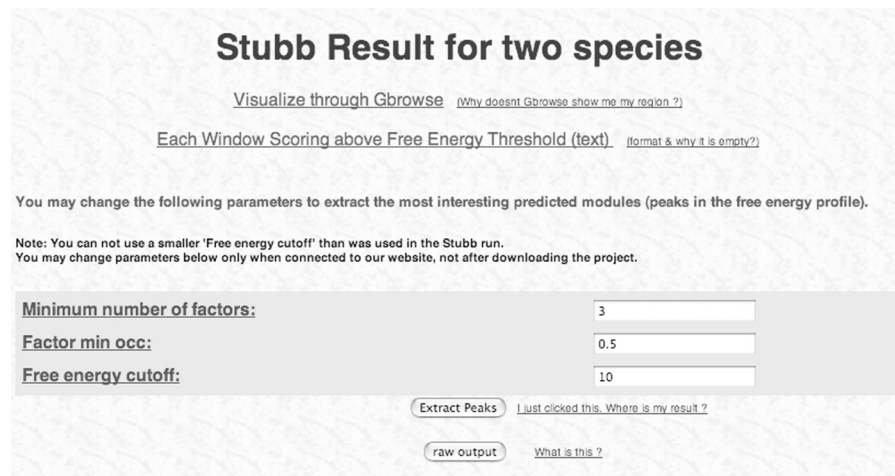 Stubb Result for two species
Visualize through Gbrowse (Why doesnt Gbrowse show me my region ?)
Each Window Scoring above Free Energy Threshold (text) (format & why it is empty?)
You may change the following parameters to extract the most interesting predicted modules (peaks in the free energy profile).
Note: You can not use a smaller 'Free energy cutoff' than was used in the Stubb run.
You may change parameters below only when connected to our website, not after downloading the project.
Minimum number of factors: 3
Factor min occ: 0.5
Free energy cutoff: 10
Extract Peaks I just clicked this. Where is my result ?
raw output What is this ?